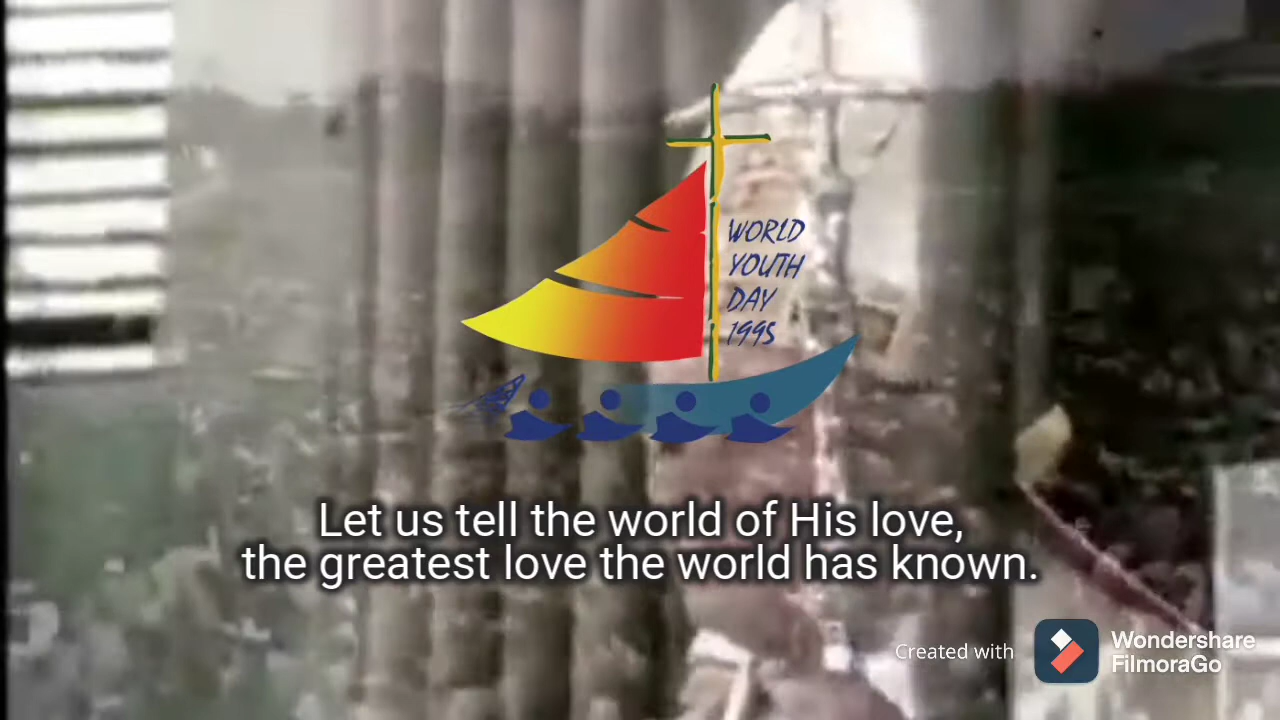 WORLD
YOUTH
DAY
1995
Let us tell the world of His love,
the greatest love the world has known.
Created with
Wondershare
FilmoraGo